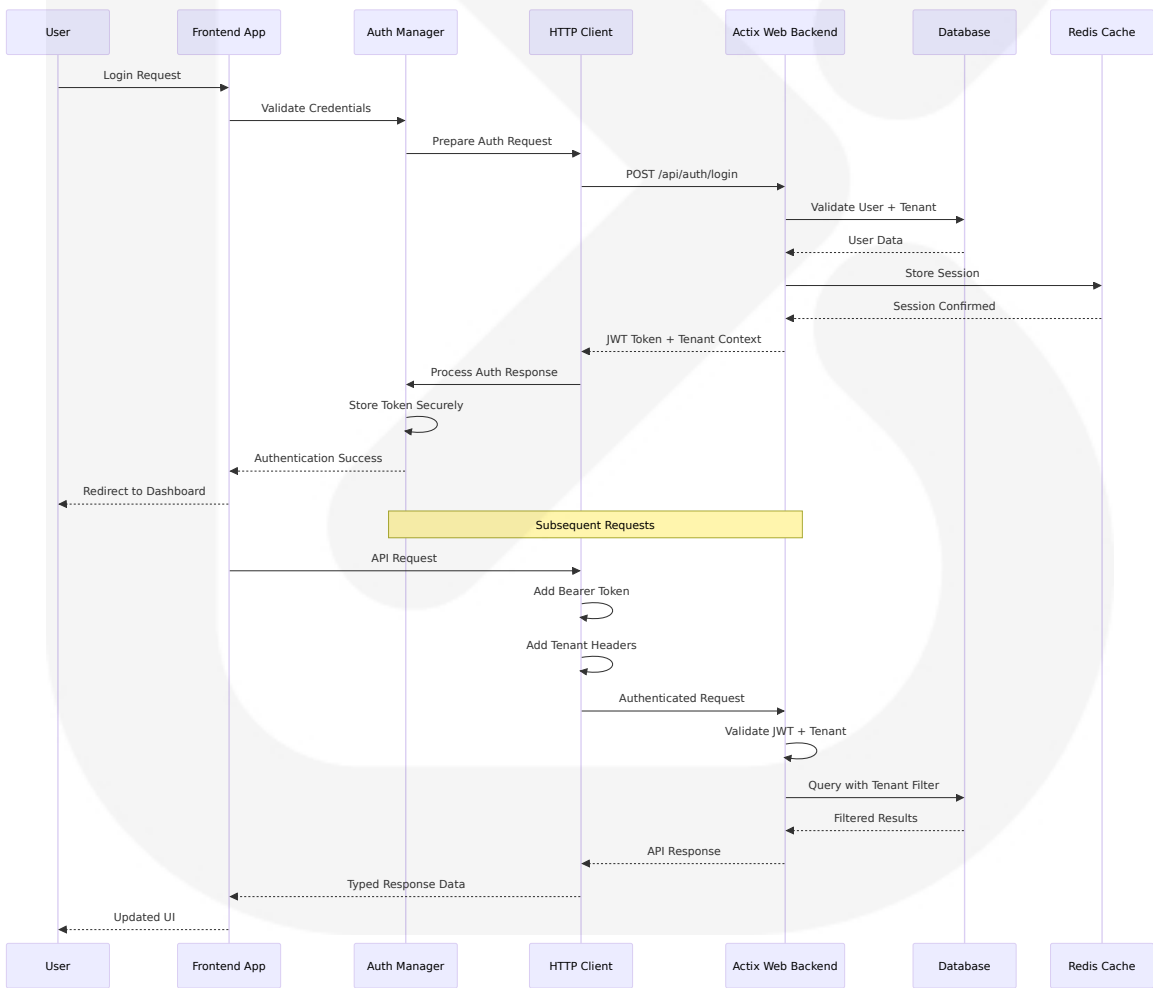 User
Frontend App
Auth Manager
HTTP Client
Actix Web Backend
Database
Redis Cache
Login Request
Validate Credentials
Prepare Auth Request
POST /api/auth/login
Validate User + Tenant
User Data
Store Session
Session Confirmed
JWT Token + Tenant Context
Process Auth Response
Store Token Securely
Authentication Success
Redirect to Dashboard
Subsequent Requests
API Request
Add Bearer Token
Add Tenant Headers
Authenticated Request
Validate JWT + Tenant
Query with Tenant Filter
Filtered Results
API Response
Typed Response Data
Updated UI
User
Frontend App
Auth Manager
HTTP Client
Actix Web Backend
Database
Redis Cache